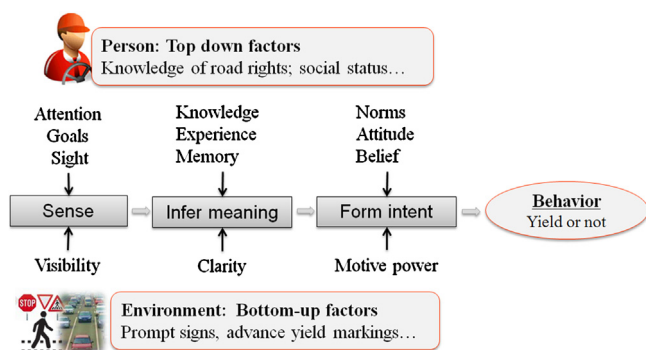 Person: Top down factors
Knowledge of road rights; social status…
Attention
Goals
Sight
Knowledge
Experience
Memory
Norms
Attitude
Belief
Sense
Infer meaning
Form intent
Behavior
Yield or not
Visibility
Clarity
Motive power
STOP
Environment:  Bottom-up factors
Prompt signs, advance yield markings…